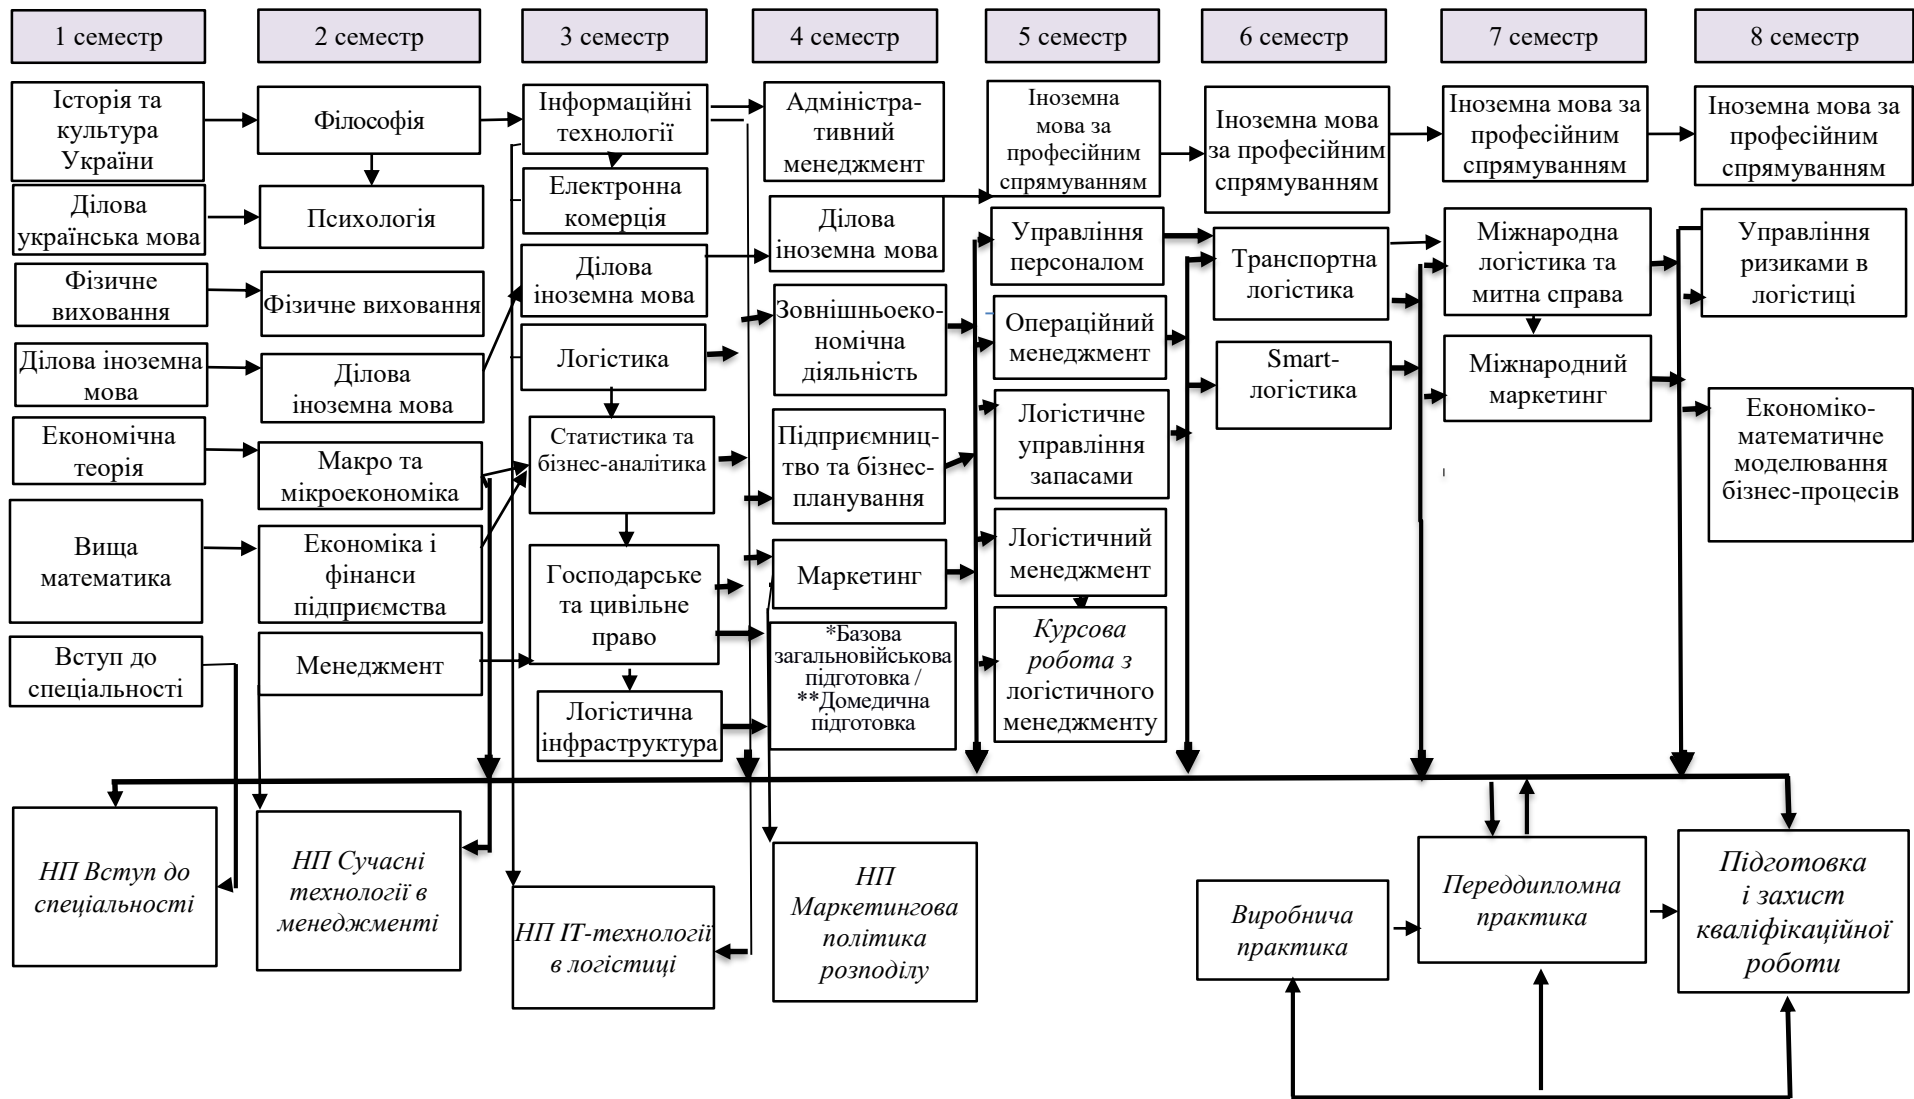 1 семестр
2 семестр
3 семестр
4 семестр
5 семестр
6 семестр
7 семестр
8 семестр
Історія та
культура
України
Ділова
українська мова
Фізичне
виховання
Ділова іноземна
мова
Економічна
теорія
Вища
математика
Вступ до
спеціальності
НП Вступ до
спеціальності
Філософія
Психологія
Фізичне виховання
Ділова
іноземна мова
Макро та
мікроекономіка
Економіка і
фінанси
підприємства
Менеджмент
НП Сучасні
технології в
менеджменті
Інформаційні
технології
Електронна
комерція
Ділова
іноземна мова
Логістика
Статистика та
бізнес-аналітика
Господарське
та цивільне
право
Логістична
інфраструктура
НП ІТ-технології
в логістиці
Адміністра-
тивний
менеджмент
Ділова
іноземна мова
Зовнішньоеко-
номічна
діяльність
Підприємниц-
тво та бізнес-
планування
Маркетинг
*Базова
загальновійськова
підготовка /
**Домедична
підготовка
НП
Маркетингова
політика
розподілу
Іноземна
мова за
професійним
спрямуванням
Управління
персоналом
Операційний
менеджмент
Логістичне
управління
запасами
Логістичний
менеджмент
Курсова
робота з
логістичного
менеджменту
Іноземна мова
за професійним
спрямуванням
Транспортна
логістика
Smart-
логістика
Виробнича
практика
Іноземна мова за
професійним
спрямуванням
Міжнародна
логістика та
митна справа
Міжнародний
маркетинг
Переддипломна
практика
Іноземна мова за
професійним
спрямуванням
Управління
ризиками в
логістиці
Економіко-
математичне
моделювання
бізнес-процесів
Підготовка
і захист
кваліфікаційної
роботи